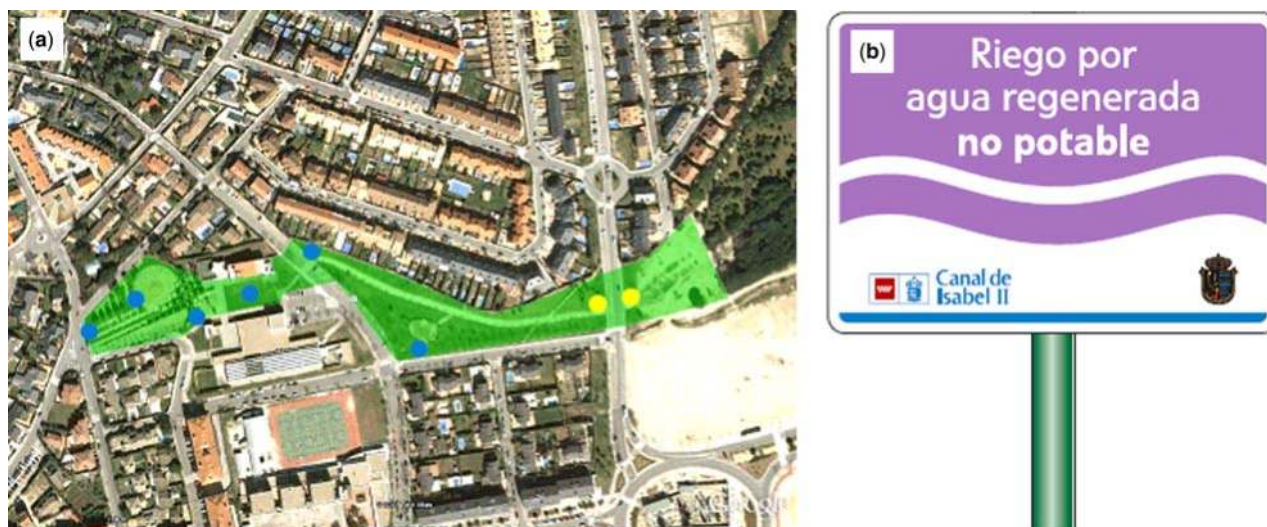 (a)
(b)
Riego por
agua regenerada
no potable
Canal de
Isabel II